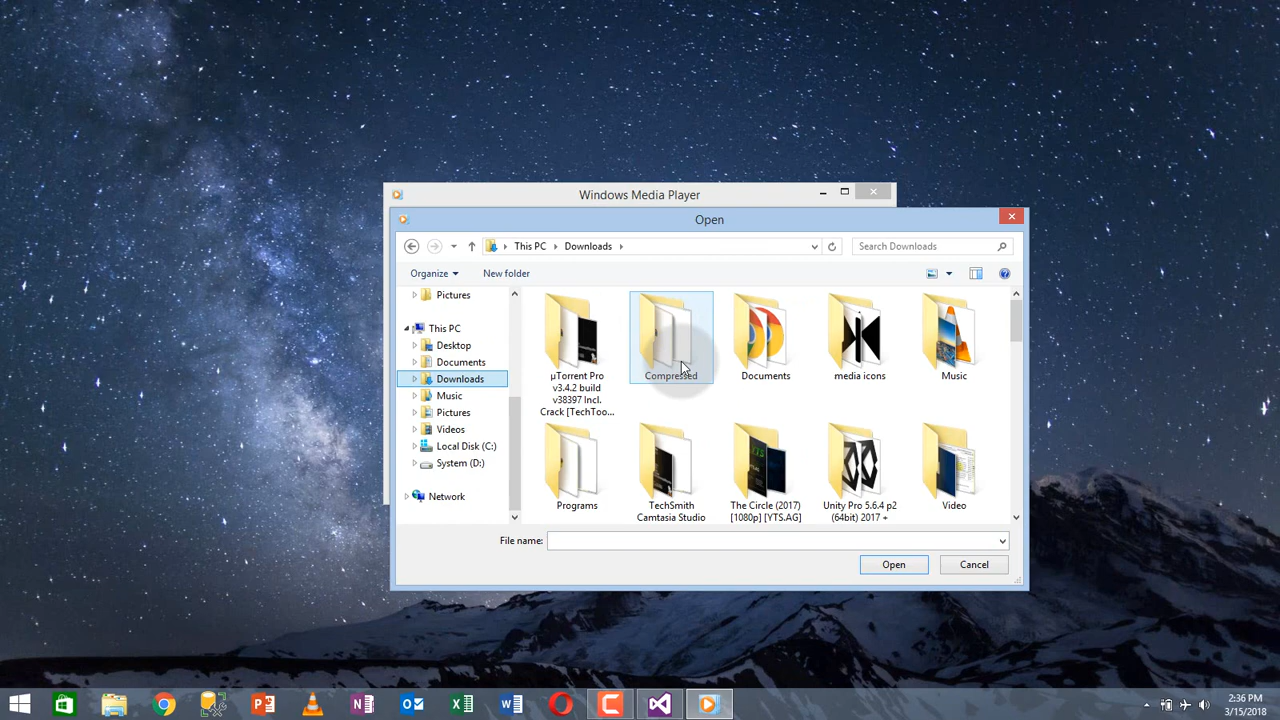 Windows Media Player
Open
This PC
Downloads
Search Downloads
Organize
New folder
Pictures
This PC
Desktop
Documents
Downloads
Music
Pictures
Videos
Local Disk (C:)
System (D:)
Network
µTorrent Pro
v3.4.2 build
v38397 Incl.
Crack [TechToo...
Compressed
Documents
media icons
Music
Programs
TechSmith
Camtasia Studio
The Circle (2017)
[1080p] [YTS.AG]
Unity Pro 5.6.4 p2
(64bit) 2017 +
Video
File name:
Open
Cancel
2:36 PM
3/15/2018